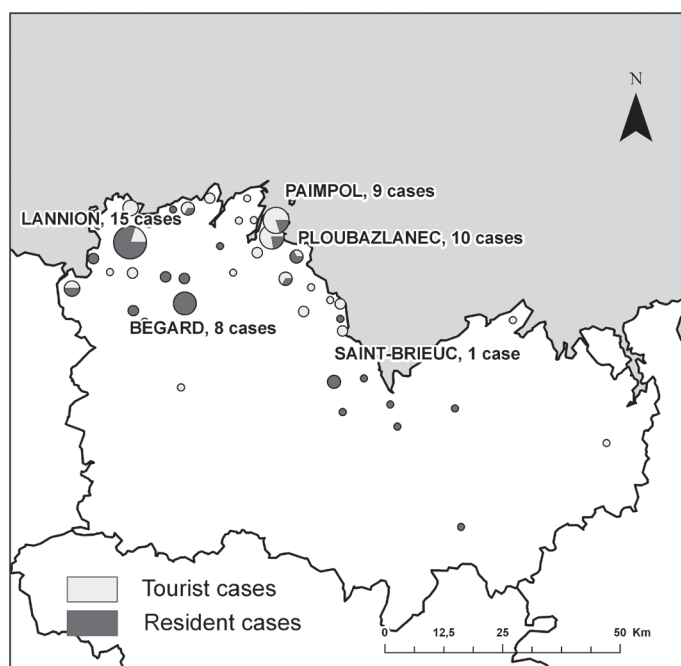 N
PAIMPOL, 9 cases
LANNION, 15 cases
PLOUBAZLANEC, 10 cases
BEGARD, 8 cases
SAINT-BRIEUC, 1 case
Tourist cases
Resident cases
0 12,5 25 50 Km